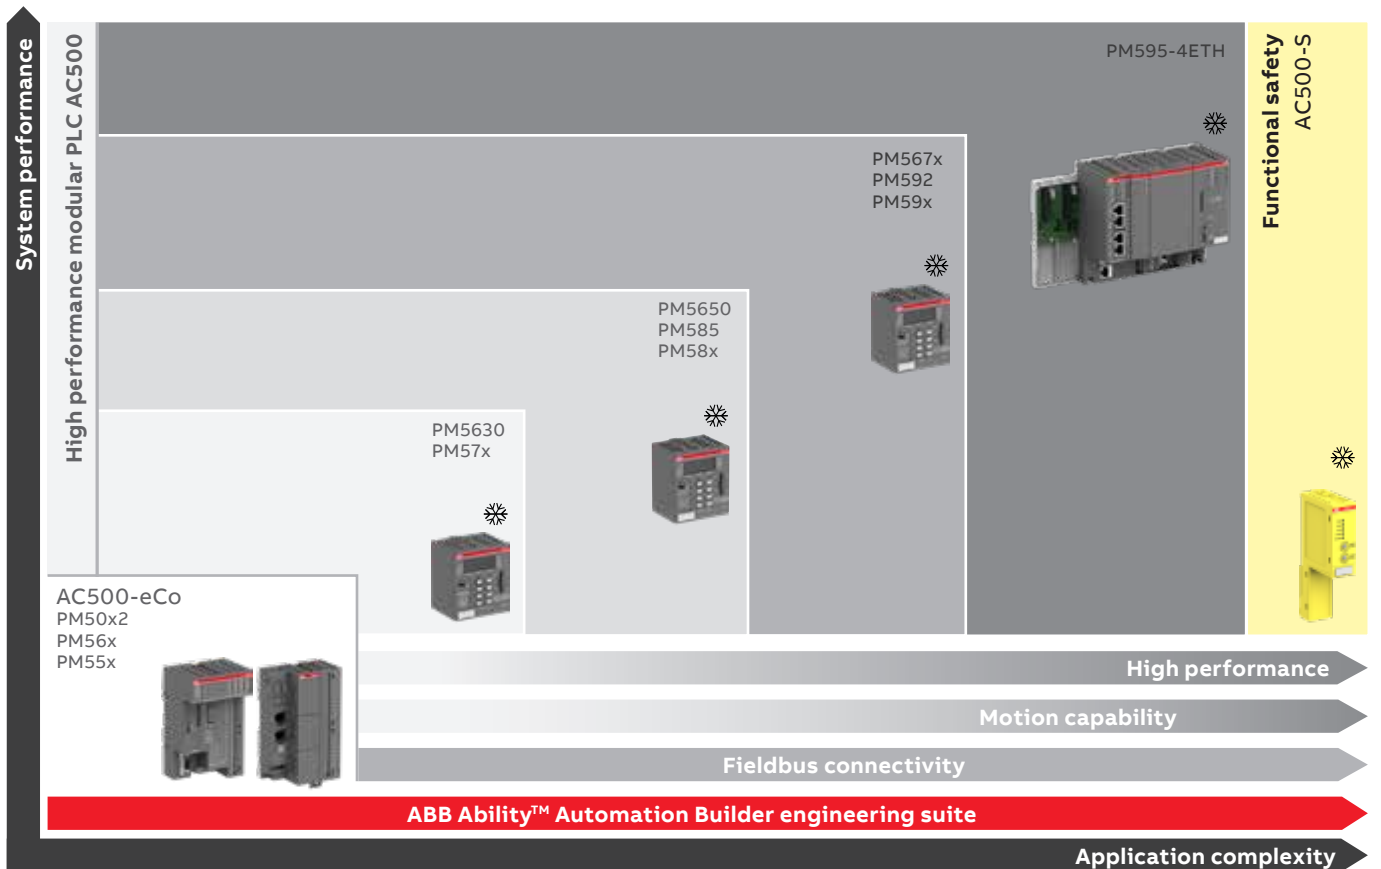 System performance
High performance modular PLC AC500
PM595-4ETH
Functional safety
AC500-S
PM567x
PM592
PM59x
PM5650
PM585
PM58x
PM5630
PM57x
AC500-eCo
PM50x2
PM56x
PM55x
High performance
Motion capability
Fieldbus connectivity
ABB Ability™ Automation Builder engineering suite
Application complexity